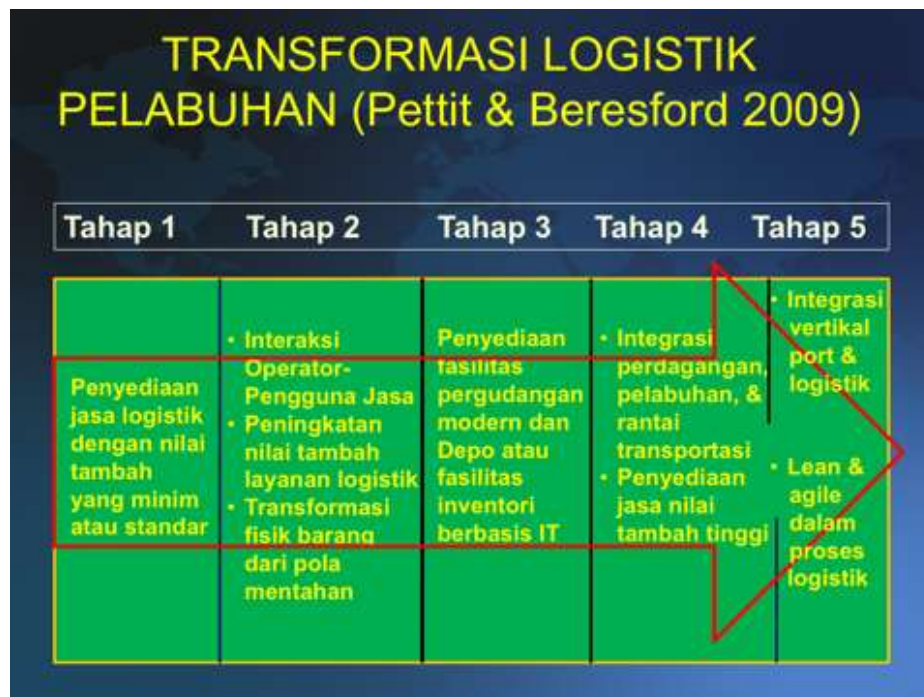 TRANSFORMASI LOGISTIK
PELABUHAN (Pettit & Beresford 2009)
Tahap 1
Tahap 2
Tahap 3
Tahap 4
Tahap 5
Penyediaan
jasa logistik
dengan nilai
tambah
yang minim
atau standar
• Interaksi
Operator-
Pengguna Jasa
• Peningkatan
nilai tambah
layanan logistik
• Transformasi
fisik barang
dari pola
mentahan
Penyediaan
fasilitas
pergudangan
modern dan
Depo atau
fasilitas
inventori
berbasis IT
• Integrasi
perdagangan,
pelabuhan, &
rantai
transportasi
• Penyediaan
jasa nilai
tambah tinggi
• Integrasi
vertikal
port &
logistik
• Lean &
agile
dalam
proses
logistik